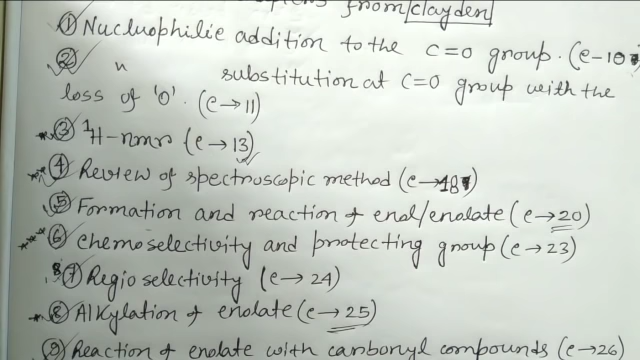 from/clayden
① Nucluophilie addition to the C=O group. (e-10
② " substitution at C=O group with the
loss of 'O'. (e→11)
③ ¹H-nmr (e→13)
④ Review of spectroscopic method (e→18)
⑤ Formation and reaction of enol/enolate (e→20)
⑥ Chemoselectivity and protecting group (e→23)
⑦ Regioselectivity (e→24)
⑧ Alkylation of enolate (e→25)
⑨ Reaction of enolate with carbonyl compounds (e→26)